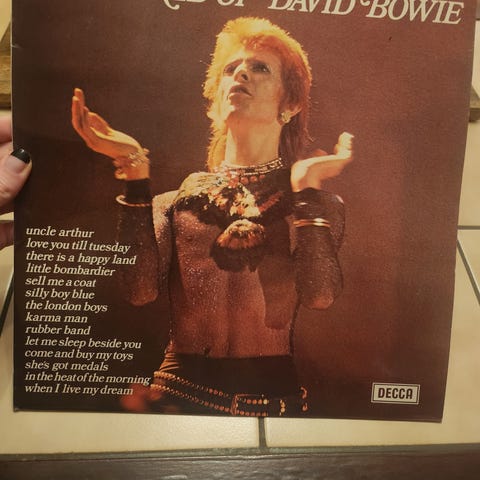 OF DAVID BOWIE
uncle arthur
love you till tuesday
there is a happy land
little bombardier
sell me a coat
silly boy blue
the london boys
karma man
rubber band
let me sleep beside you
come and buy my toys
she's got medals
in the heat of the morning
when I live my dream
DECCA